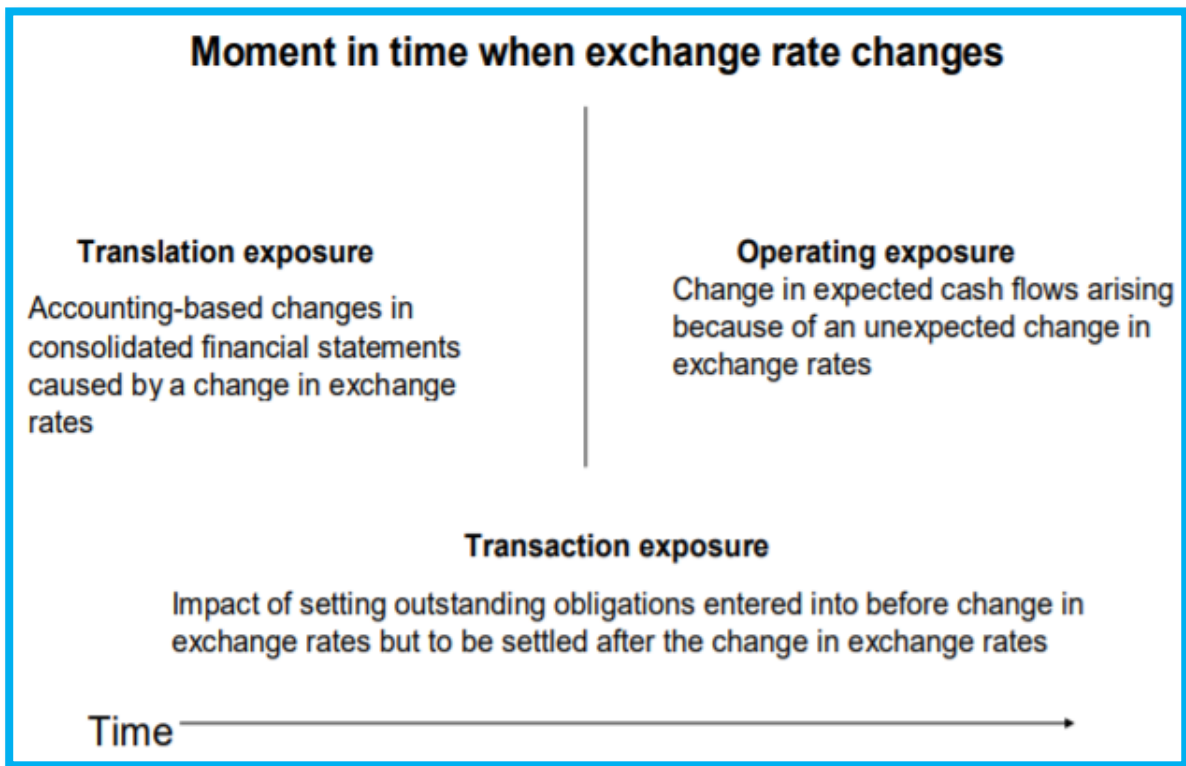 Moment in time when exchange rate changes
Translation exposure
Accounting-based changes in
consolidated financial statements
caused by a change in exchange
rates
Operating exposure
Change in expected cash flows arising
because of an unexpected change in
exchange rates
Transaction exposure
Impact of setting outstanding obligations entered into before change in
exchange rates but to be settled after the change in exchange rates
Time